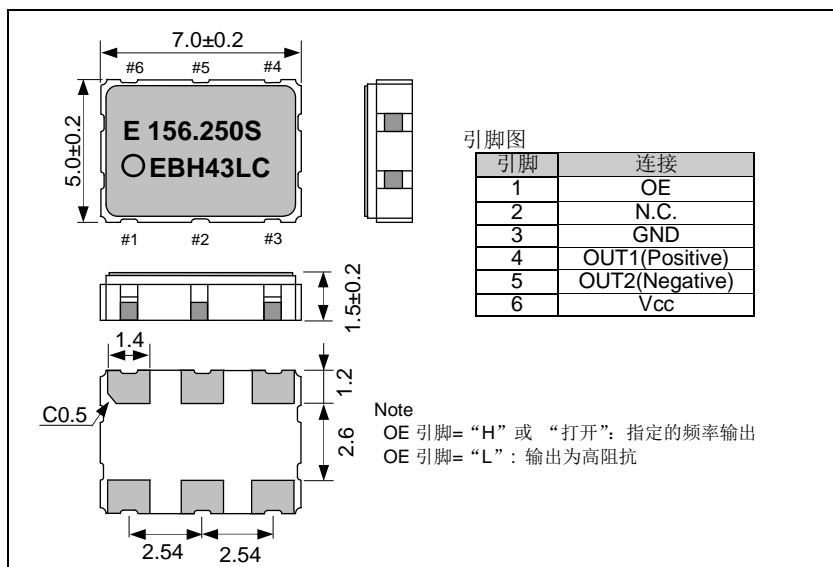 7.0±0.2
#6 #5 #4
5.0±0.2
E 156.250S
EBH43LC
#1 #2 #3
1.5±0.2
1.4
1.2
C0.5
2.6
2.54 2.54
引脚图
引脚 连接
1 OE
2 N.C.
3 GND
4 OUT1(Positive)
5 OUT2(Negative)
6 Vcc
Note
OE 引脚= “H” 或 “打开”: 指定的频率输出
OE 引脚= “L” : 输出为高阻抗